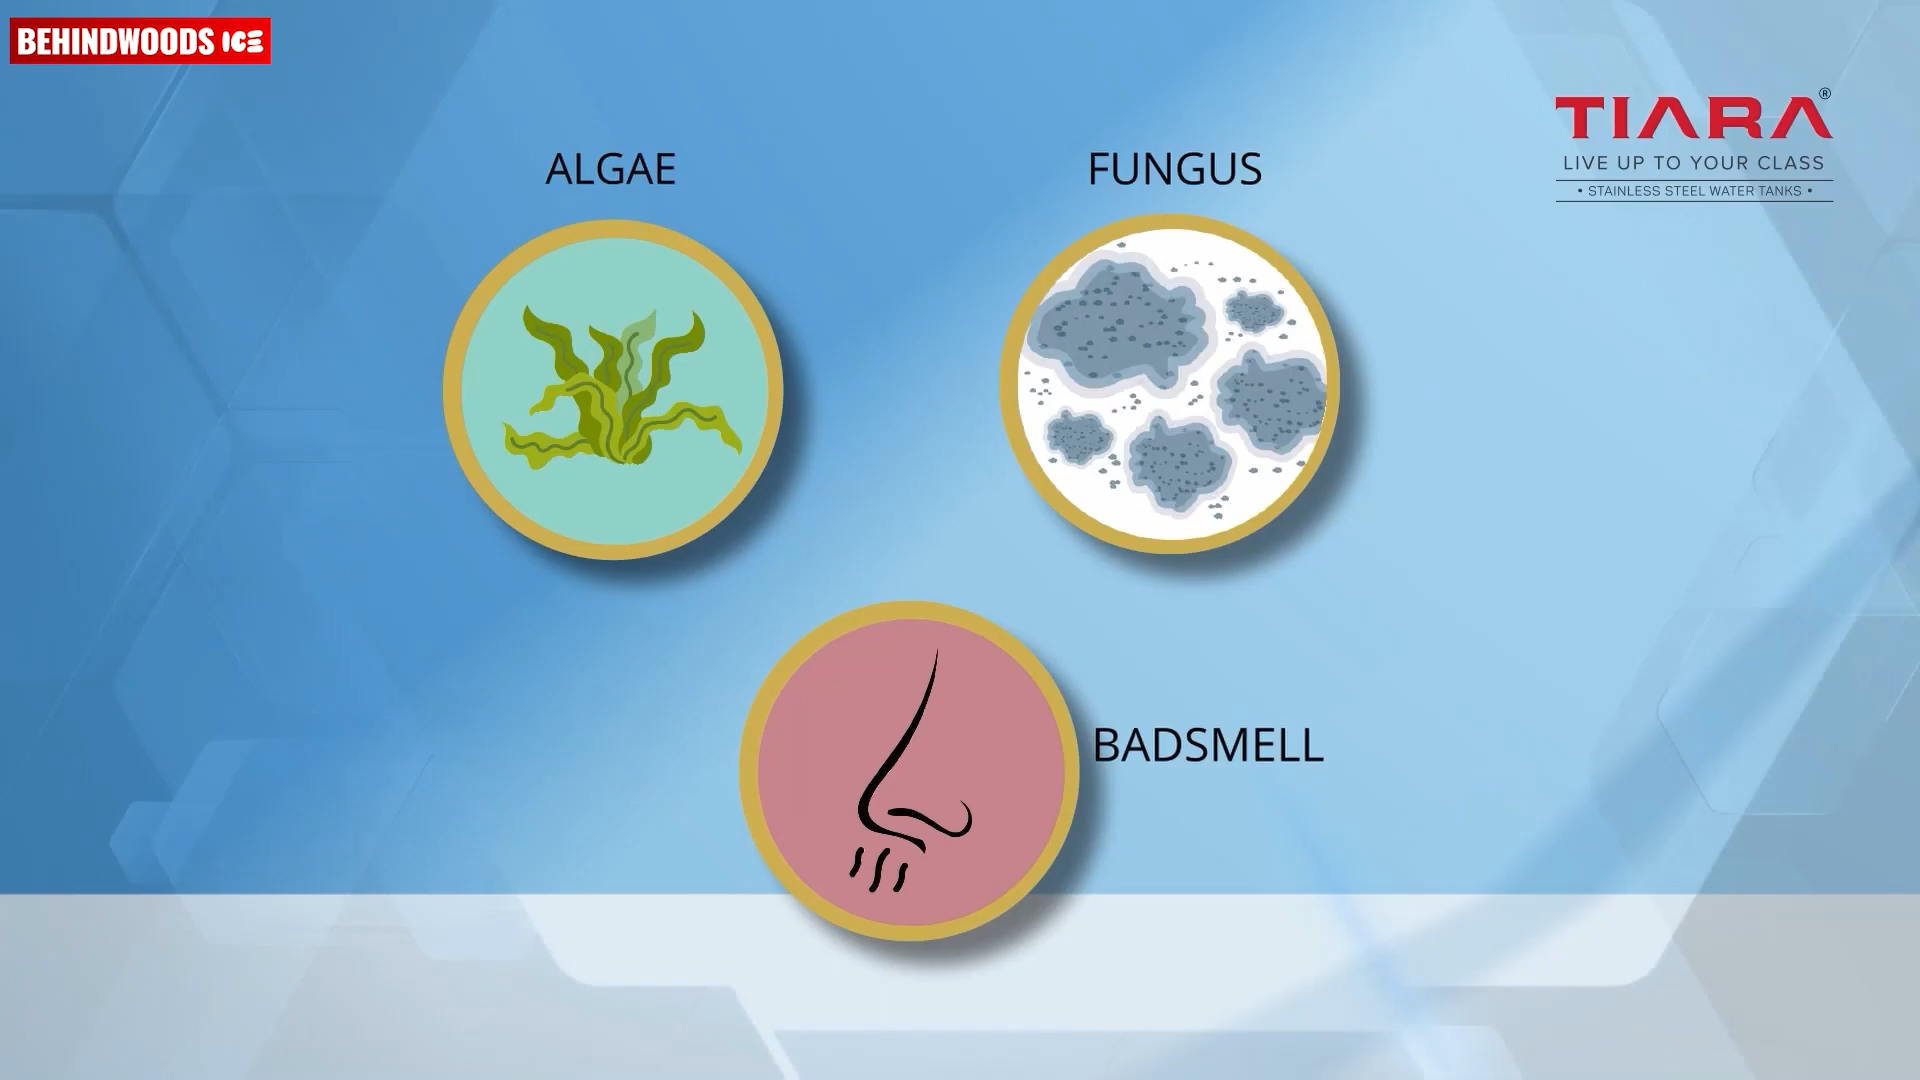 BEHINDWOODS ICE
TIARA®
LIVE UP TO YOUR CLASS
• STAINLESS STEEL WATER TANKS •
ALGAE
FUNGUS
BADSMELL